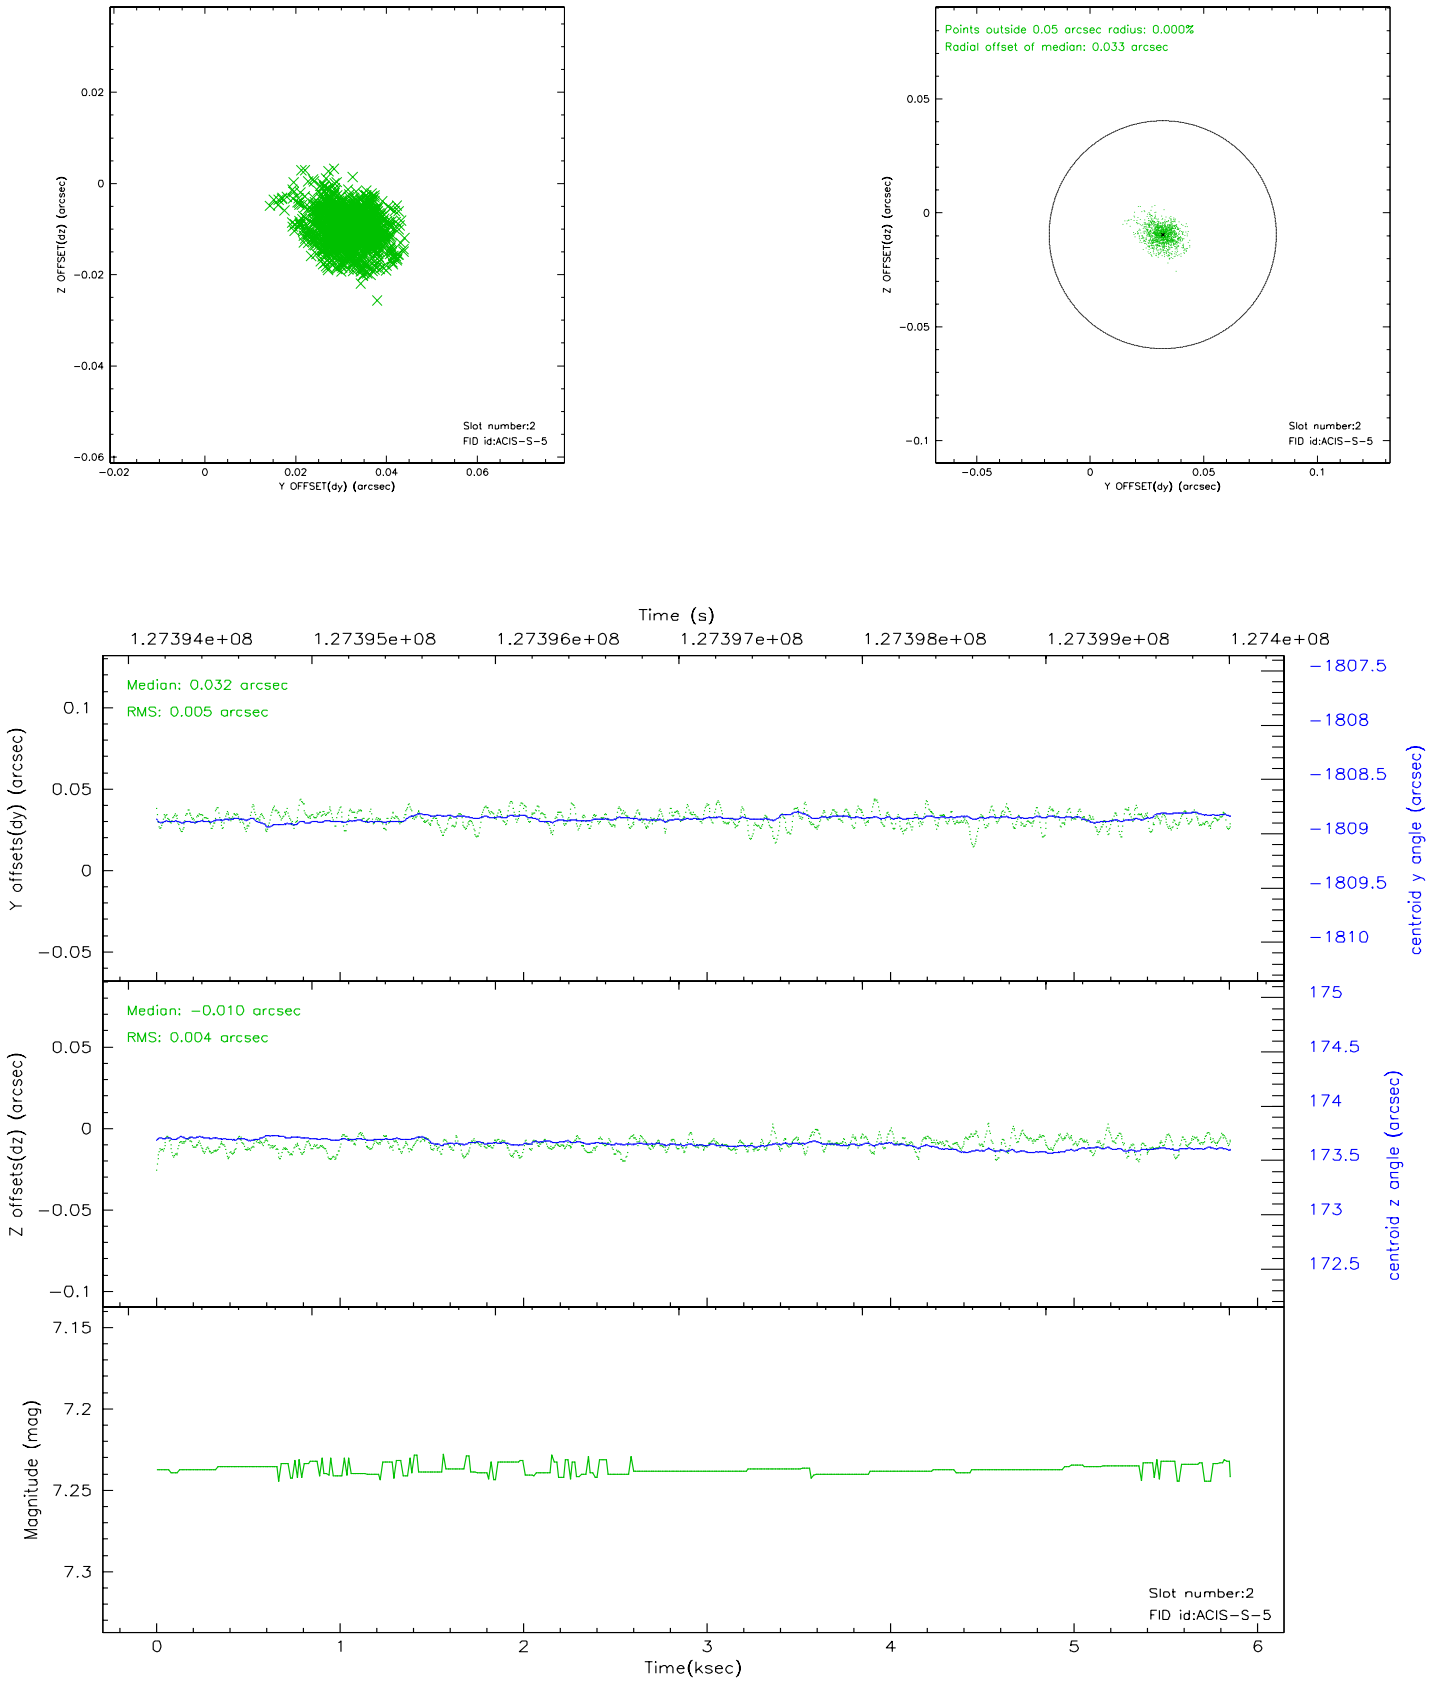 0.02
0
−0.02
−0.04
−0.06
Z OFFSET(dz) (arcsec)
−0.02 0 0.02 0.04 0.06
Y OFFSET(dy) (arcsec)
Slot number:2
FID id:ACIS−S−5
Points outside 0.05 arcsec radius: 0.000%
Radial offset of median: 0.033 arcsec
0.05
0
−0.05
−0.1
Z OFFSET(dz) (arcsec)
−0.05 0 0.05 0.1
Y OFFSET(dy) (arcsec)
Slot number:2
FID id:ACIS−S−5
Time (s)
1.27394e+08 1.27395e+08 1.27396e+08 1.27397e+08 1.27398e+08 1.27399e+08 1.274e+08
Median: 0.032 arcsec
RMS: 0.005 arcsec
0.1
0.05
0
−0.05
Y offsets(dy) (arcsec)
−1807.5
−1808
−1808.5
−1809
−1809.5
−1810
centroid y angle (arcsec)
Median: −0.010 arcsec
RMS: 0.004 arcsec
0.05
0
−0.05
−0.1
Z offsets(dz) (arcsec)
175
174.5
174
173.5
173
172.5
centroid z angle (arcsec)
7.15
7.2
7.25
7.3
Magnitude (mag)
Slot number:2
FID id:ACIS−S−5
0 1 2 3 4 5 6
Time(ksec)